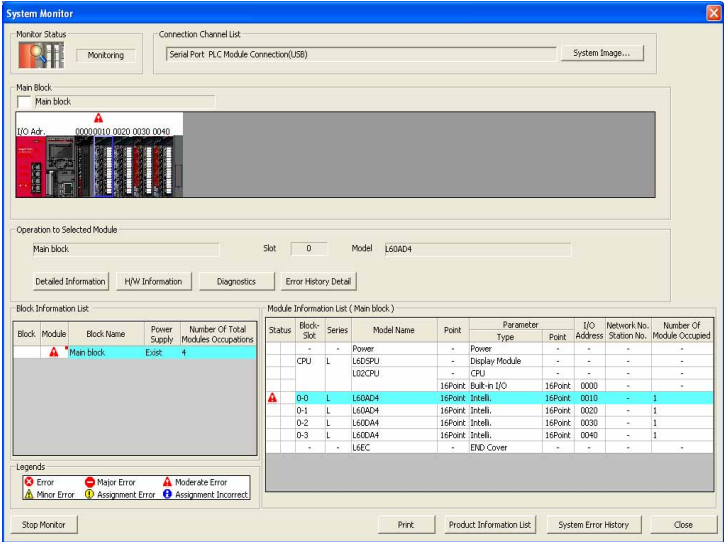 System Monitor
Monitor Status
Connection Channel List
Monitoring
Serial Port PLC Module Connection(USB)
System Image...
Main Block
Main block
I/O Adr. 00000010 0020 0030 0040
Operation to Selected Module
Main block Slot 0 Model L60AD4
Detailed Information H/W Information Diagnostics Error History Detail
Block Information List
Block Module Block Name Power Supply Number Of Total Modules Occupations
Main block Exist 4
Module Information List ( Main block )
Status Block-Slot Series Model Name Point Parameter Type Point I/O Address Network No. Station No. Number Of Module Occupied
- - Power - Power - - - -
CPU L L6DSPU - Display Module - - - -
L02CPU - CPU - - - -
16Point Built-in I/O 16Point 0000 - -
0-0 L L60AD4 16Point Intelli. 16Point 0010 - 1
0-1 L L60AD4 16Point Intelli. 16Point 0020 - 1
0-2 L L60DA4 16Point Intelli. 16Point 0030 - 1
0-3 L L60DA4 16Point Intelli. 16Point 0040 - 1
- - L6EC - END Cover - - - -
Legends
Error Major Error Moderate Error
Minor Error Assignment Error Assignment Incorrect
Stop Monitor Print Product Information List System Error History Close